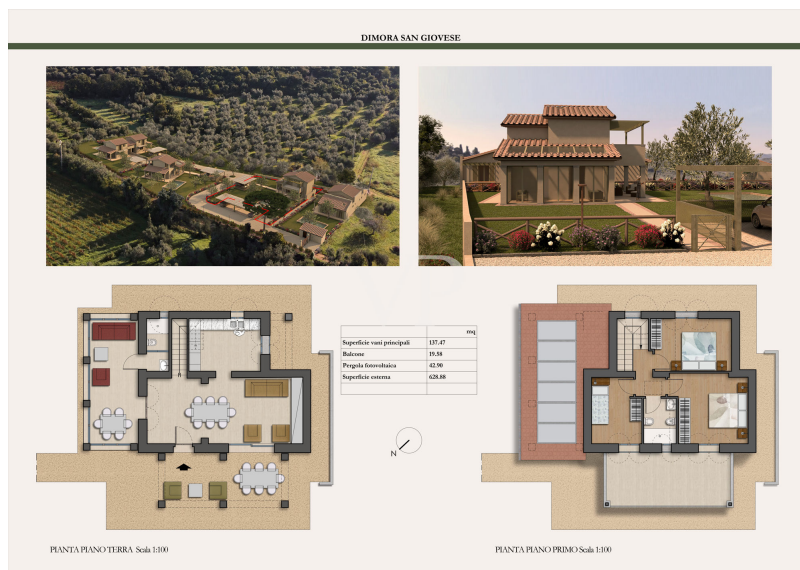 DIMORA SAN GIOVESE
mq
Superficie vani principali 137.47
Balcone 19.58
Pergola fotovoltaica 42.90
Superficie esterna 628.88
N
PIANTA PIANO TERRA Scala 1:100
PIANTA PIANO PRIMO Scala 1:100